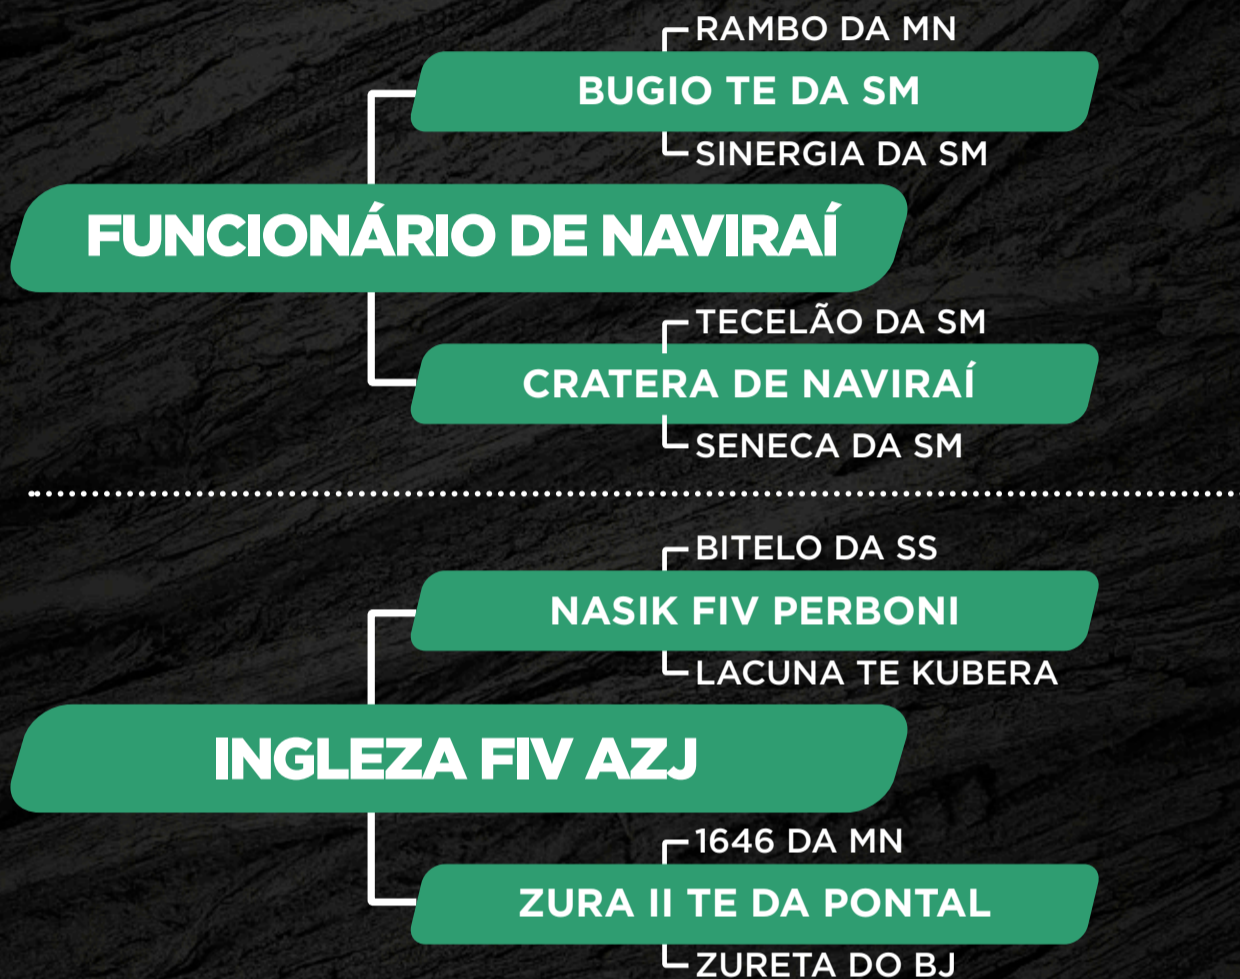 RAMBO DA MN
BUGIO TE DA SM
SINERGIA DA SM
FUNCIONÁRIO DE NAVIRAÍ
TECELÃO DA SM
CRATERA DE NAVIRAÍ
SENECA DA SM
BITELO DA SS
NASIK FIV PERBONI
LACUNA TE KUBERA
INGLEZA FIV AZJ
1646 DA MN
ZURA II TE DA PONTAL
ZURETA DO BJ